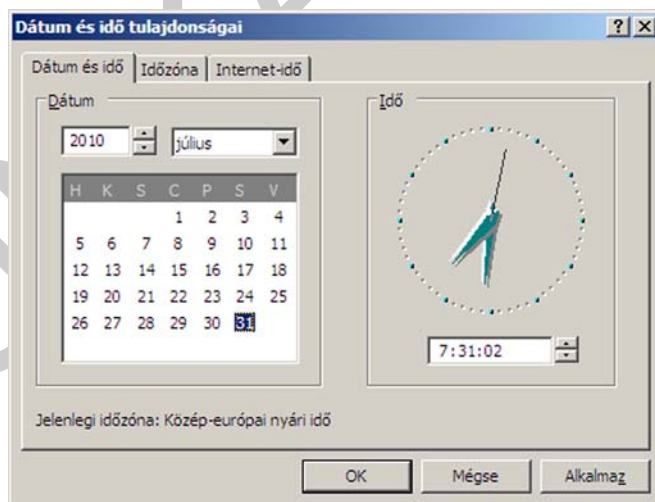 Dátum és idő tulajdonságai
Dátum és idő Időzóna Internet-idő
Dátum
2010 július
H K S C P S V
1 2 3 4
5 6 7 8 9 10 11
12 13 14 15 16 17 18
19 20 21 22 23 24 25
26 27 28 29 30 31
Idő
7:31:02
Jelenlegi időzóna: Közép-európai nyári idő
OK Mégse Alkalmaz